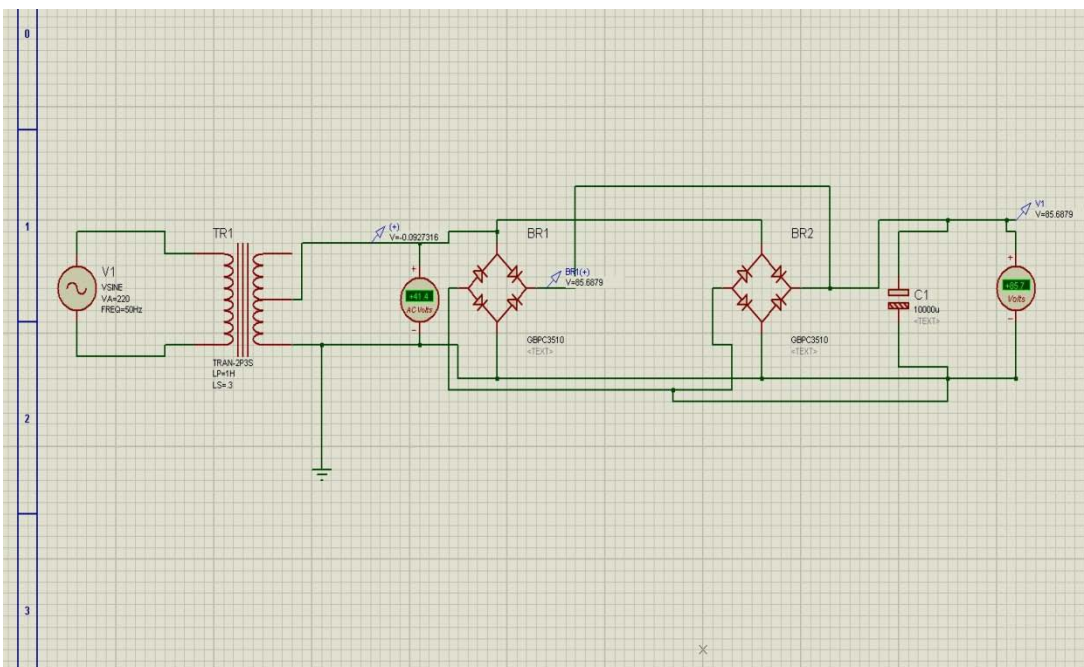 0
1
2
3
TR1
V1
VSINE
VA=220
FREQ=50Hz
TRAN-2P3S
LP=1H
LS=.3
(+)
V=-0.0927316
+41.4
AC Volts
+
-
BR1
BR1(+)
V=85.6879
GBPC3510
<TEXT>
BR2
GBPC3510
<TEXT>
C1
10000u
<TEXT>
V1
V=85.6879
+
+85.7
Volts
-